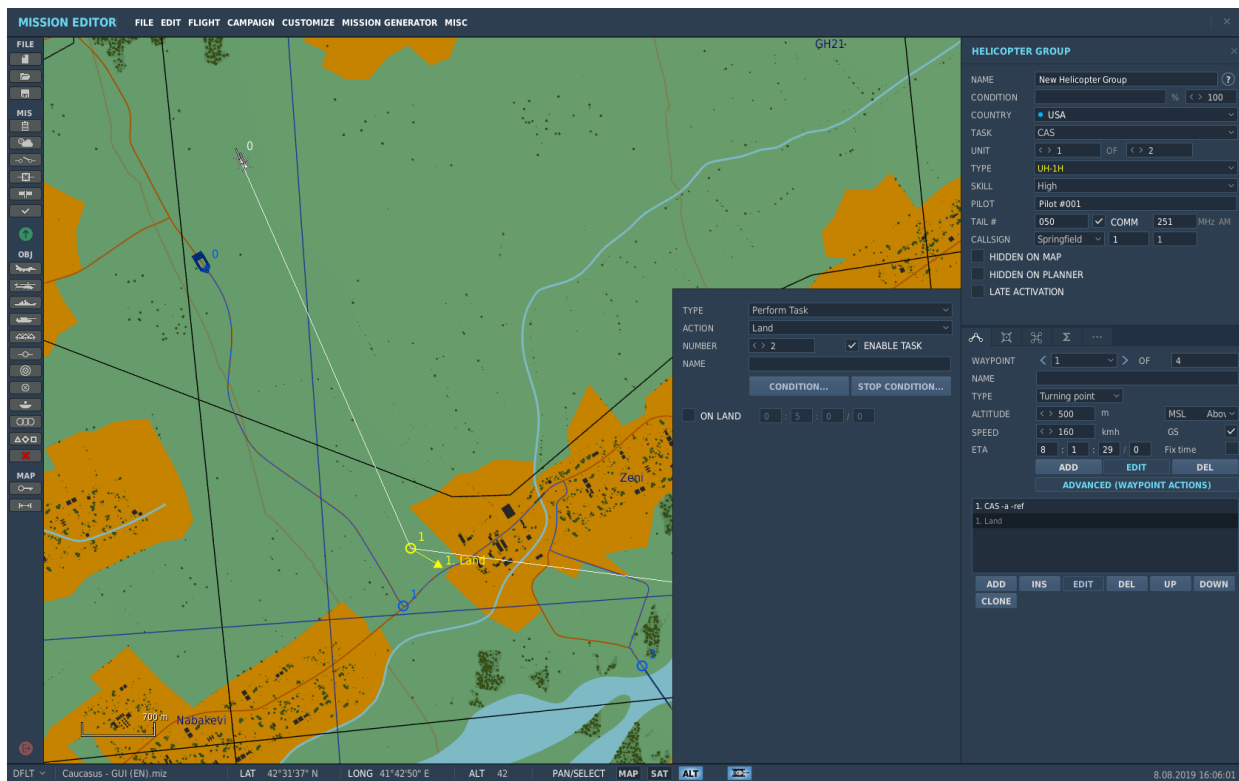 MISSION EDITOR FILE EDIT FLIGHT CAMPAIGN CUSTOMIZE MISSION GENERATOR MISC
FILE
MIS
OBJ
MAP
GH21
0
0
1
1. Land
1
Zeni
Nabakevi
700 m
TYPE Perform Task
ACTION Land
NUMBER < > 2 ENABLE TASK
NAME
CONDITION... STOP CONDITION...
ON LAND 0 : 5 : 0 / 0
HELICOPTER GROUP
NAME New Helicopter Group ?
CONDITION % < > 100
COUNTRY USA
TASK CAS
UNIT < > 1 OF < > 2
TYPE UH-1H
SKILL High
PILOT Pilot #001
TAIL # 050 COMM 251 MHz AM
CALLSIGN Springfield 1 1
HIDDEN ON MAP
HIDDEN ON PLANNER
LATE ACTIVATION
WAYPOINT < 1 > OF 4
NAME
TYPE Turning point
ALTITUDE < > 500 m MSL Abov
SPEED < > 160 kmh GS
ETA 8 : 1 : 29 / 0 Fix time
ADD EDIT DEL
ADVANCED (WAYPOINT ACTIONS)
1. CAS -a -ref
1. Land
ADD INS EDIT DEL UP DOWN
CLONE
DFLT Caucasus - GUI (EN).miz LAT 42°31'37" N LONG 41°42'50" E ALT 42 PAN/SELECT MAP SAT ALT 8.08.2019 16:06:01